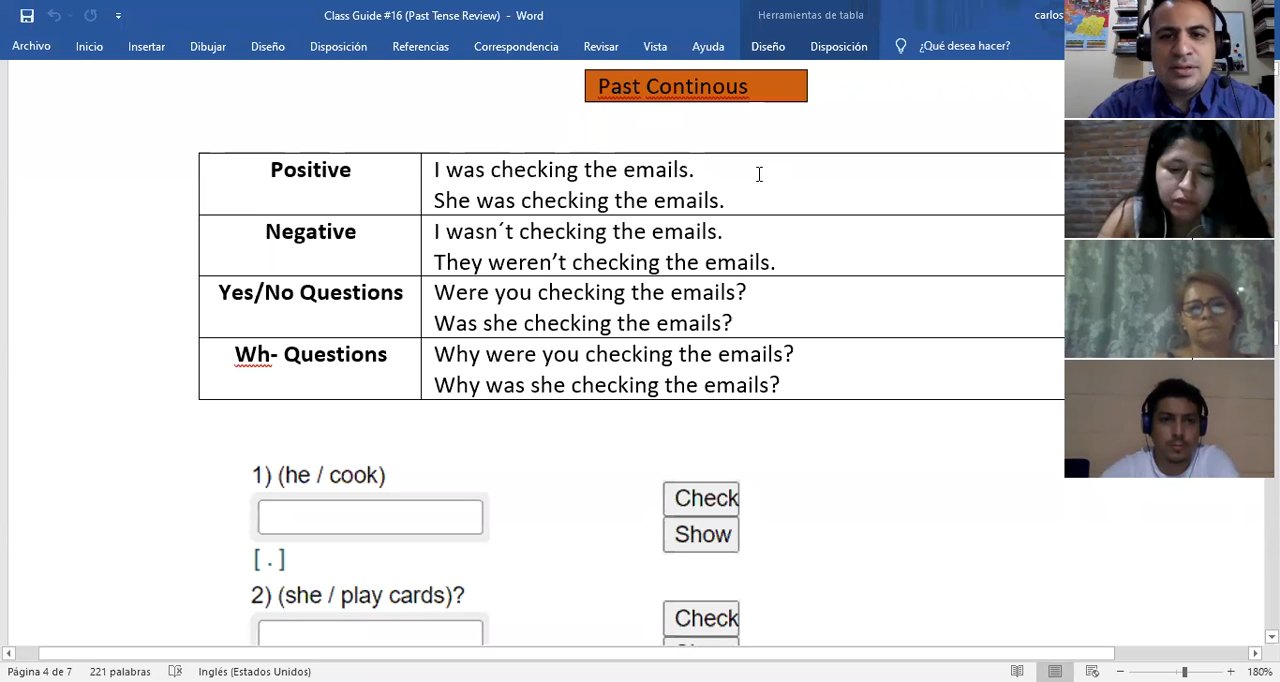 Class Guide #16 (Past Tense Review) - Word
Herramientas de tabla
carlos
Archivo Inicio Insertar Dibujar Diseño Disposición Referencias Correspondencia Revisar Vista Ayuda Diseño Disposición ¿Qué desea hacer?
Past Continous
Positive
I was checking the emails.
She was checking the emails.
Negative
I wasn´t checking the emails.
They weren’t checking the emails.
Yes/No Questions
Were you checking the emails?
Was she checking the emails?
Wh- Questions
Why were you checking the emails?
Why was she checking the emails?
1) (he / cook)
Check
Show
[ . ]
2) (she / play cards)?
Check
Página 4 de 7 221 palabras Inglés (Estados Unidos) 180%